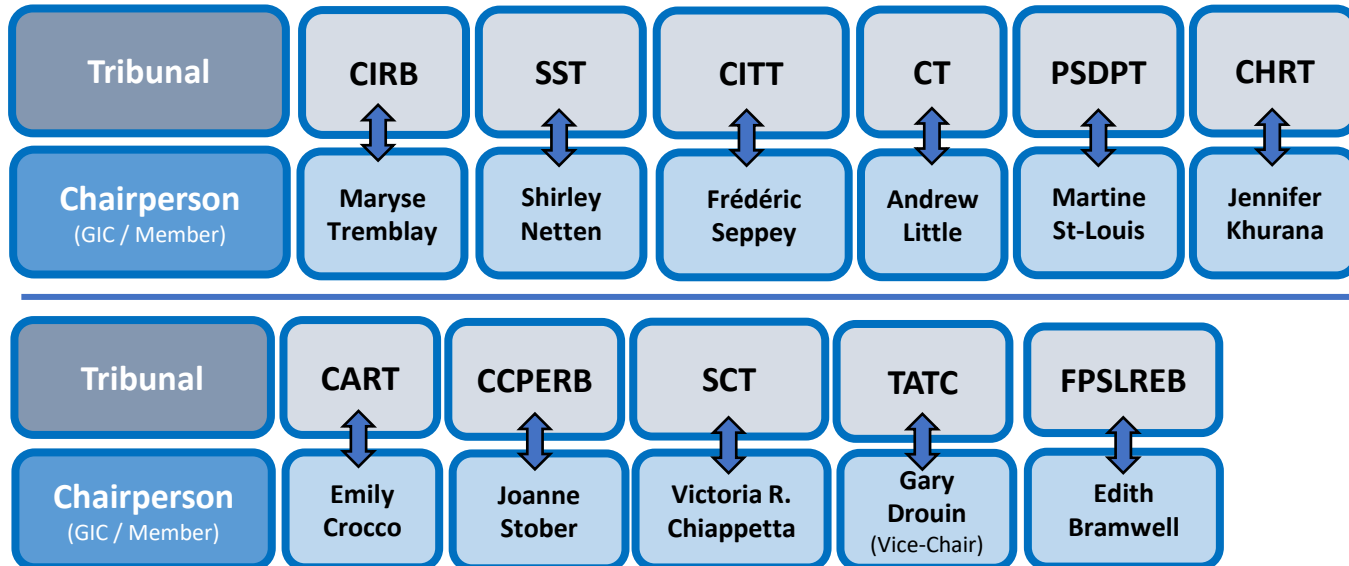 Tribunal
CIRB
SST
CITT
CT
PSDPT
CHRT
Chairperson
(GIC / Member)
Maryse
Tremblay
Shirley
Netten
Frédéric
Seppey
Andrew
Little
Martine
St-Louis
Jennifer
Khurana
Tribunal
CART
CCPERB
SCT
TATC
FPSLREB
Chairperson
(GIC / Member)
Emily
Crocco
Joanne
Stober
Victoria R.
Chiappetta
Gary
Drouin
(Vice-Chair)
Edith
Bramwell